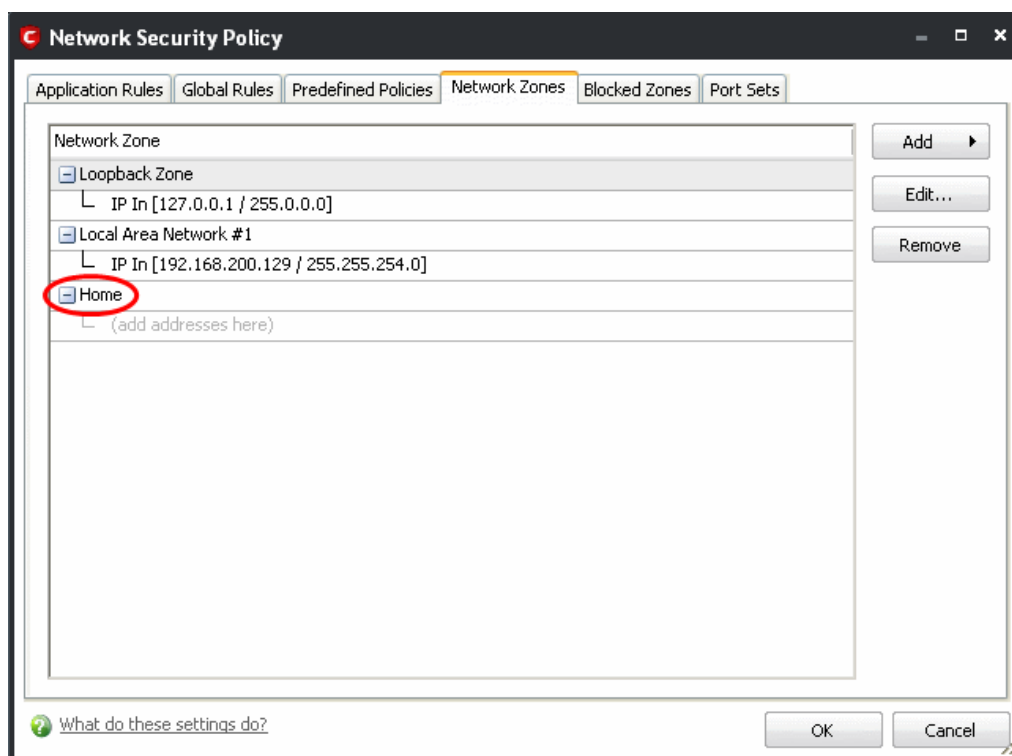 Network Security Policy
Application Rules Global Rules Predefined Policies Network Zones Blocked Zones Port Sets
Network Zone
Add
Loopback Zone
IP In [127.0.0.1 / 255.0.0.0]
Edit...
Local Area Network #1
Remove
IP In [192.168.200.129 / 255.255.254.0]
Home
(add addresses here)
What do these settings do?
OK Cancel